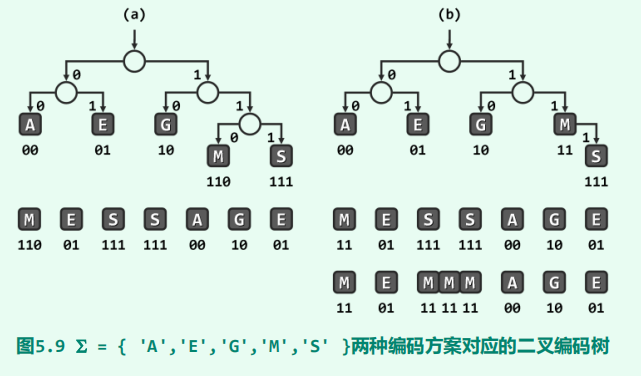 (a) (b)
0 1 0 1
0 1 0 1 0 1 0 1
A E G 0 1 A E G M 1
00 01 10 M S 00 01 10 11 S
110 111 111
M E S S A G E M E S S A G E
110 01 111 111 00 10 01 11 01 111 111 00 10 01
M E M M M A G E
11 01 11 11 11 00 10 01
图5.9 Σ = { 'A','E','G','M','S' }两种编码方案对应的二叉编码树